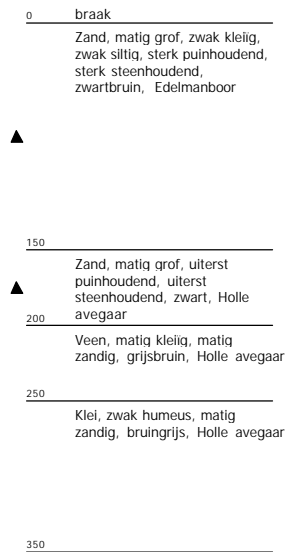 0 braak
Zand, matig grof, zwak kleiïg,
zwak siltig, sterk puinhoudend,
sterk steenhoudend,
zwartbruin, Edelmanboor
150
Zand, matig grof, uiterst
puinhoudend, uiterst
steenhoudend, zwart, Holle
avegaar
200
Veen, matig kleiïg, matig
zandig, grijsbruin, Holle avegaar
250
Klei, zwak humeus, matig
zandig, bruingrijs, Holle avegaar
350